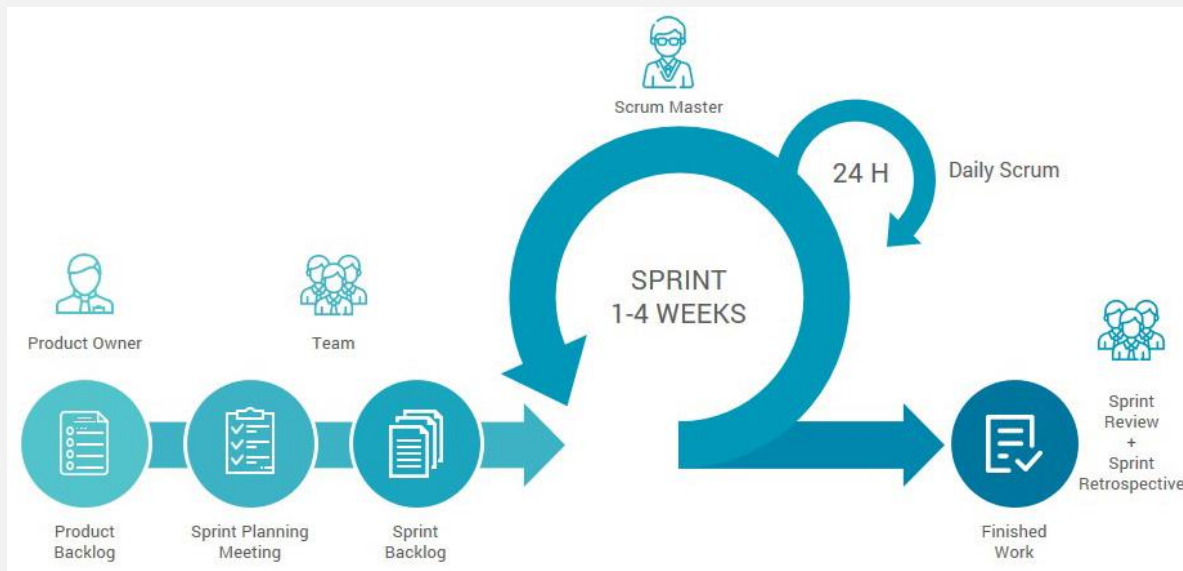 Scrum Master
24 H
Daily Scrum
SPRINT
1-4 WEEKS
Product Owner
Team
Product
Backlog
Sprint Planning
Meeting
Sprint
Backlog
Finished
Work
Sprint
Review
+
Sprint
Retrospective